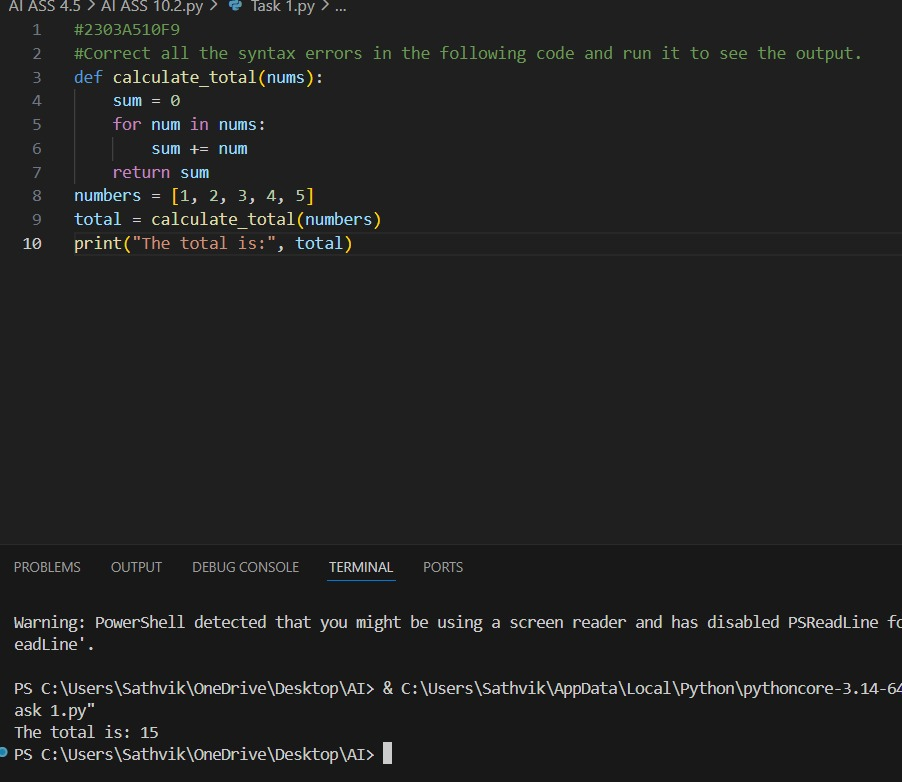 AI ASS 4.5 > AI ASS 10.2.py > Task 1.py > ...
1 #2303A510F9
2 #Correct all the syntax errors in the following code and run it to see the output.
3 def calculate_total(nums):
4     sum = 0
5     for num in nums:
6         sum += num
7     return sum
8 numbers = [1, 2, 3, 4, 5]
9 total = calculate_total(numbers)
10 print("The total is:", total)
PROBLEMS OUTPUT DEBUG CONSOLE TERMINAL PORTS
Warning: PowerShell detected that you might be using a screen reader and has disabled PSReadLine
eadLine'.
PS C:\Users\Sathvik\OneDrive\Desktop\AI> & C:\Users\Sathvik\AppData\Local\Python\pythoncore-3.14-64
ask 1.py"
The total is: 15
PS C:\Users\Sathvik\OneDrive\Desktop\AI>